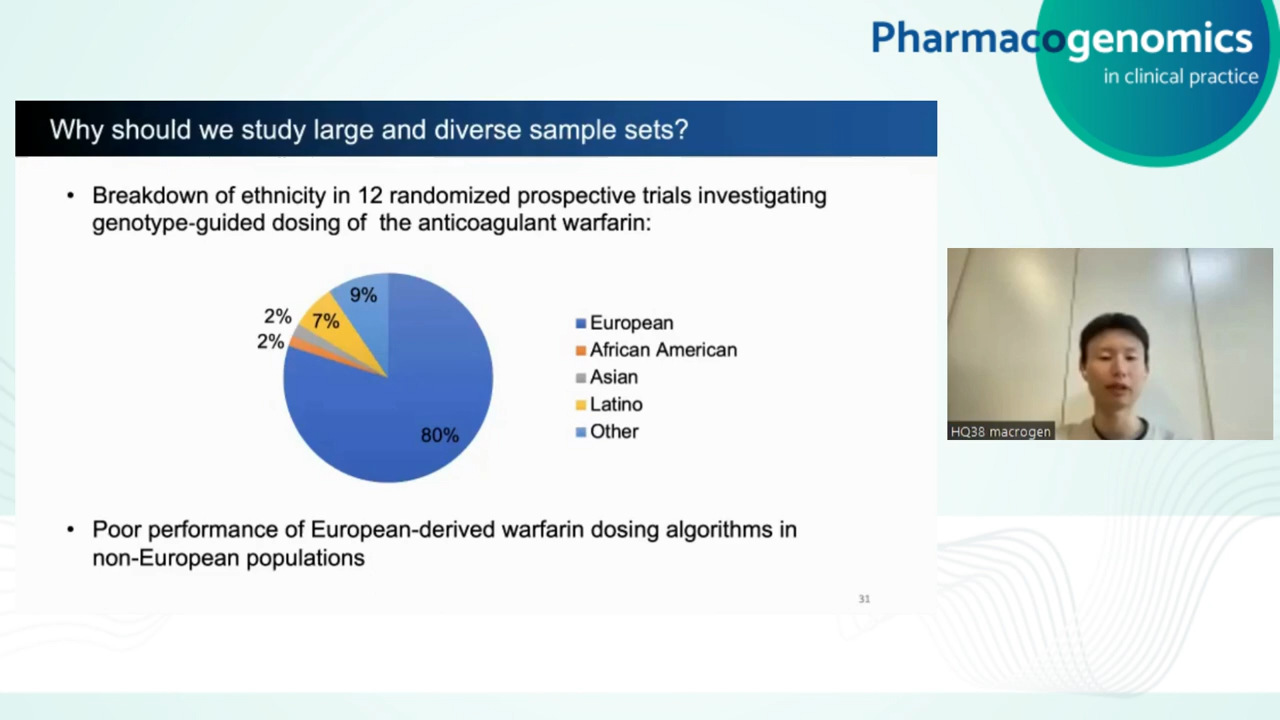 Pharmacogenomics
in clinical practice
Why should we study large and diverse sample sets?
• Breakdown of ethnicity in 12 randomized prospective trials investigating
genotype-guided dosing of the anticoagulant warfarin:
9%
2%
7%
2%
80%
European
African American
Asian
Latino
Other
• Poor performance of European-derived warfarin dosing algorithms in
non-European populations
31
HQ38 macrogen